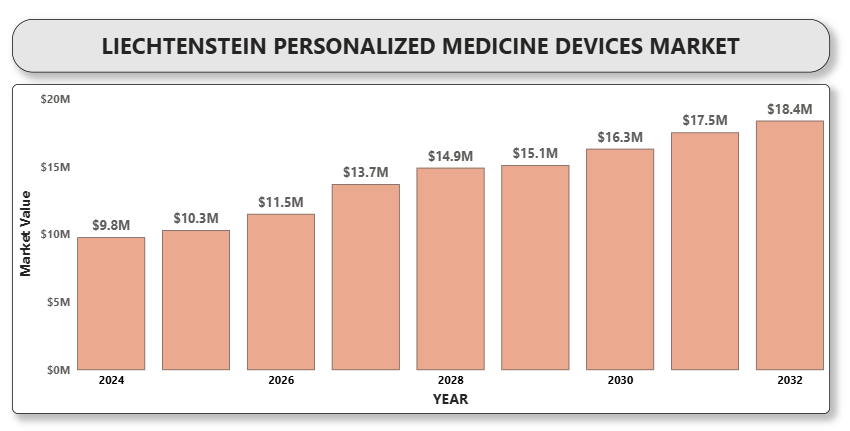 LIECHTENSTEIN PERSONALIZED MEDICINE DEVICES MARKET
$20M
$15M
$10M
$5M
$0M
Market Value
$9.8M
$10.3M
$11.5M
$13.7M
$14.9M
$15.1M
$16.3M
$17.5M
$18.4M
2024
2026
2028
2030
2032
YEAR